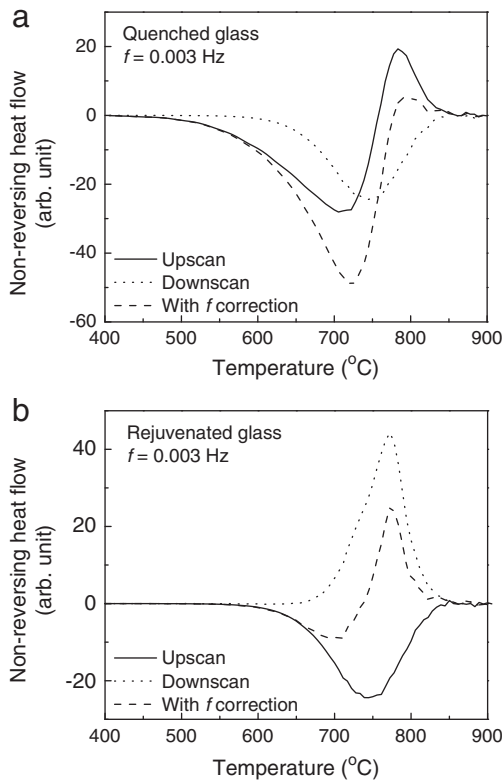 a
Quenched glass
f = 0.003 Hz
20
0
-20
-40
-60
Non-reversing heat flow
(arb. unit)
Upscan
Downscan
With f correction
400 500 600 700 800 900
Temperature (°C)
b
Rejuvenated glass
f = 0.003 Hz
40
20
0
-20
Non-reversing heat flow
(arb. unit)
Upscan
Downscan
With f correction
400 500 600 700 800 900
Temperature (°C)